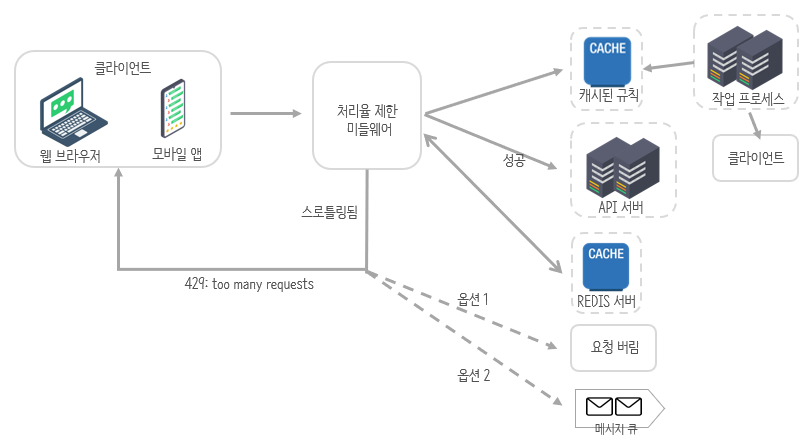 클라이언트
웹 브라우저
모바일 앱
처리율 제한
미들웨어
CACHE
캐시된 규칙
작업 프로세스
클라이언트
성공
API 서버
스로틀링됨
429: too many requests
CACHE
REDIS 서버
옵션 1
요청 버림
옵션 2
메시지 큐